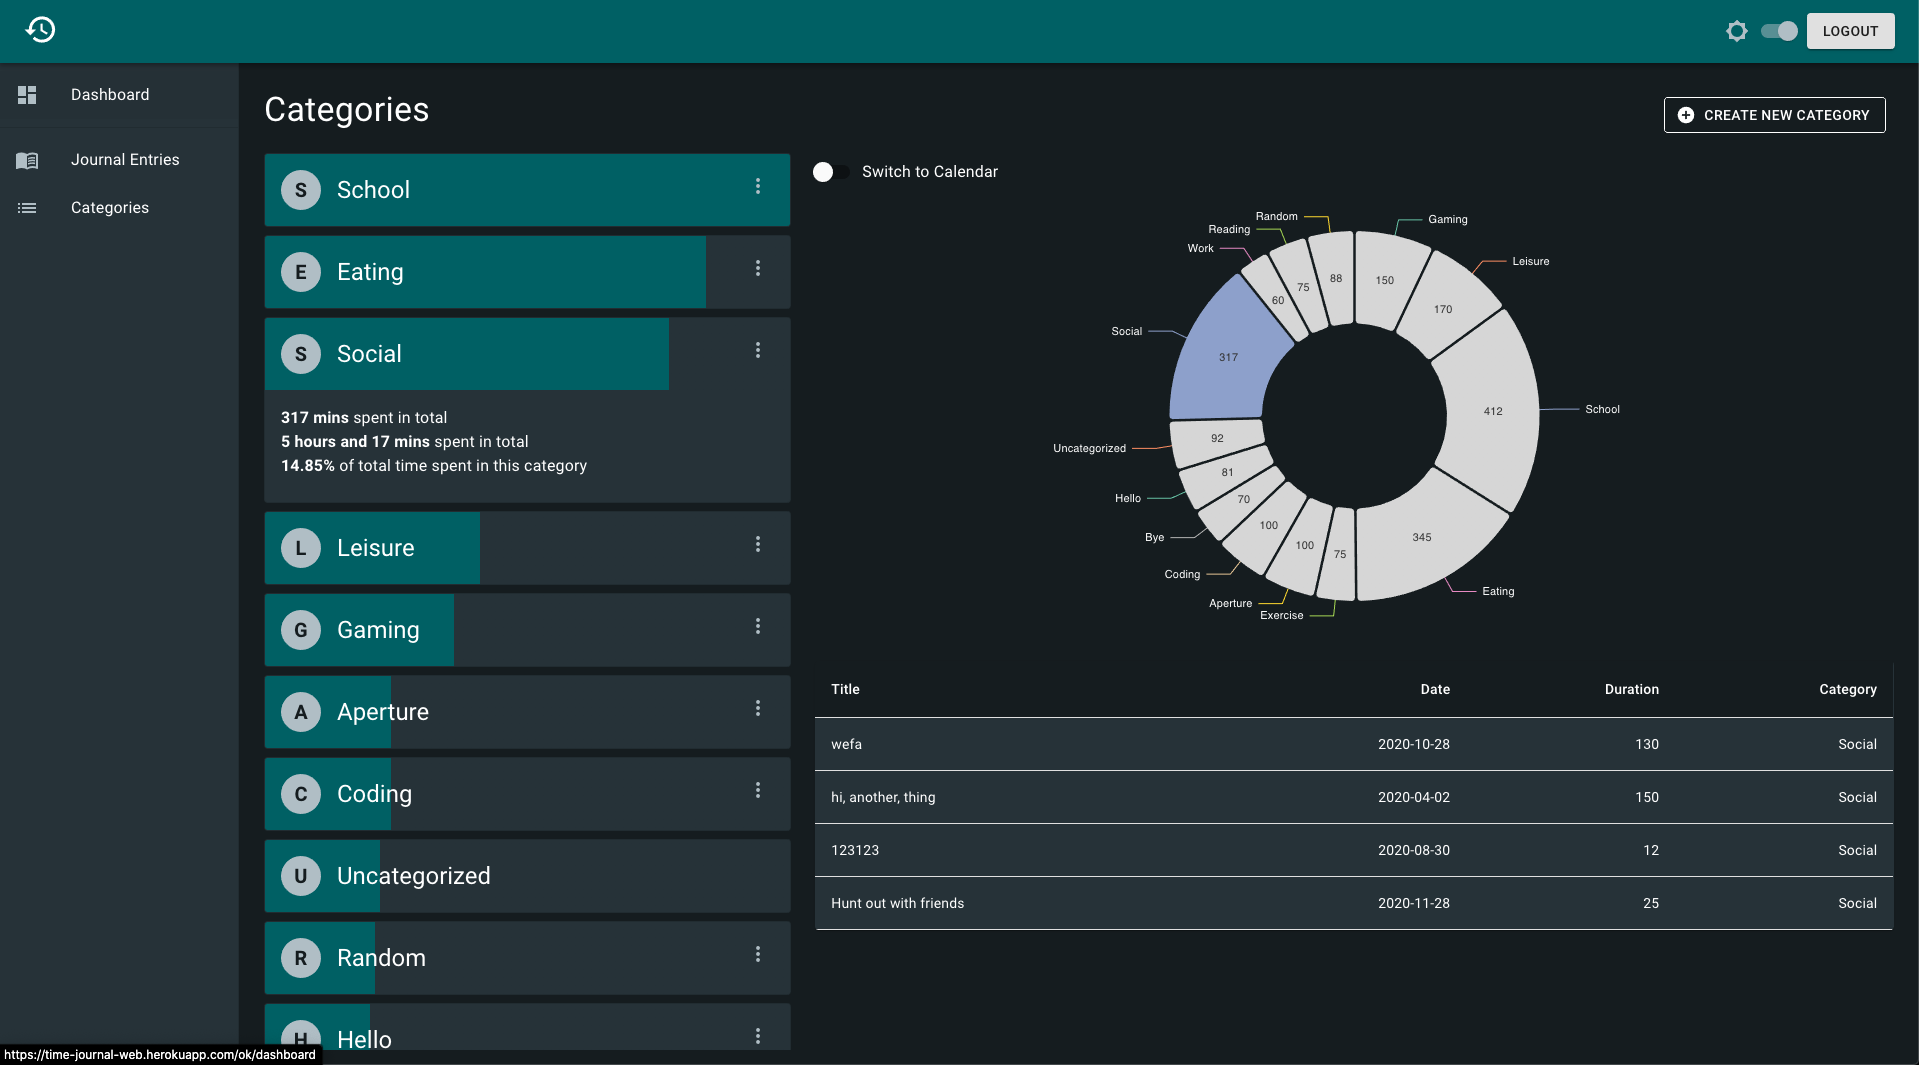 LOGOUT
Dashboard
Journal Entries
Categories
Categories
CREATE NEW CATEGORY
S School
E Eating
S Social
317 mins spent in total
5 hours and 17 mins spent in total
14.85% of total time spent in this category
L Leisure
G Gaming
A Aperture
C Coding
U Uncategorized
R Random
H Hello
Switch to Calendar
Random
Gaming
Reading
Work
Leisure
88
150
75
60
170
Social
317
School
412
Uncategorized
92
81
Hello
70
100
Bye
345
100
75
Coding
Eating
Aperture
Exercise
Title Date Duration Category
wefa 2020-10-28 130 Social
hi, another, thing 2020-04-02 150 Social
123123 2020-08-30 12 Social
Hunt out with friends 2020-11-28 25 Social
https://time-journal-web.herokuapp.com/ok/dashboard